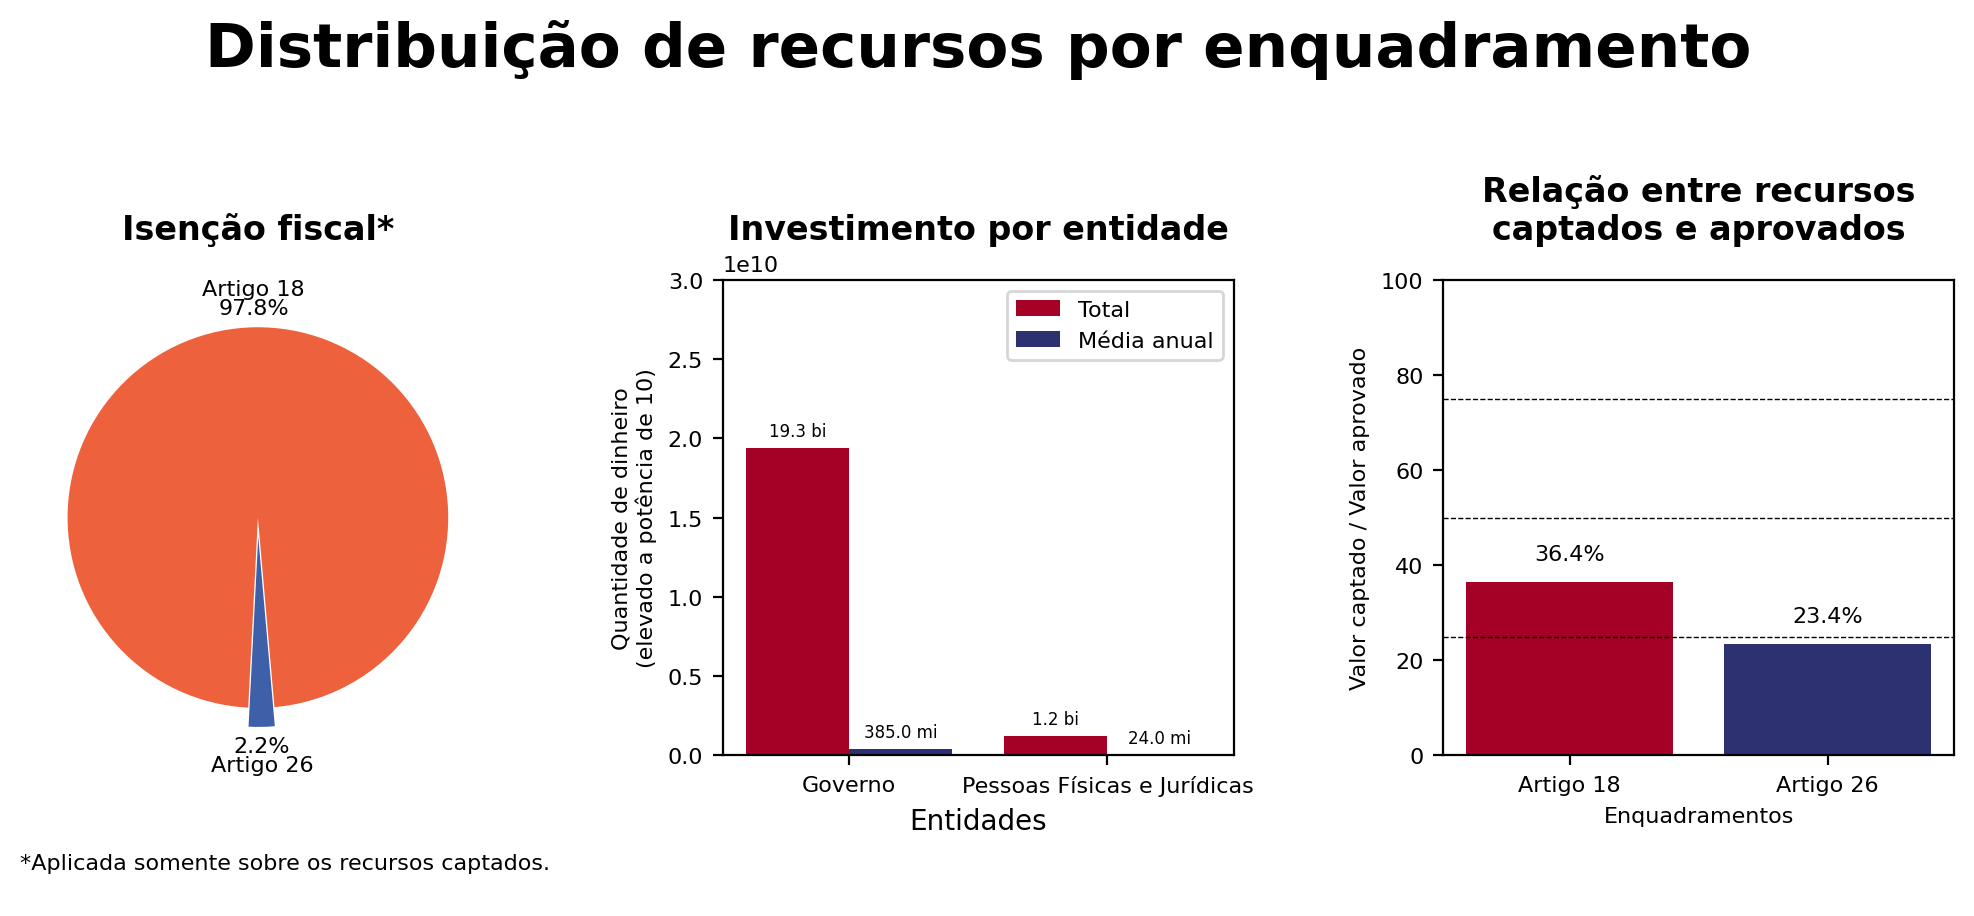 Distribuição de recursos por enquadramento
Isenção fiscal*
Artigo 18
97.8%
2.2%
Artigo 26
*Aplicada somente sobre os recursos captados.
Investimento por entidade
1e10
3.0
2.5
2.0
1.5
1.0
0.5
0.0
Quantidade de dinheiro
(elevado a potência de 10)
Total
Média anual
19.3 bi
385.0 mi
1.2 bi
24.0 mi
Governo
Pessoas Físicas e Jurídicas
Entidades
Relação entre recursos
captados e aprovados
100
80
60
40
20
0
Valor captado / Valor aprovado
36.4%
23.4%
Artigo 18
Artigo 26
Enquadramentos